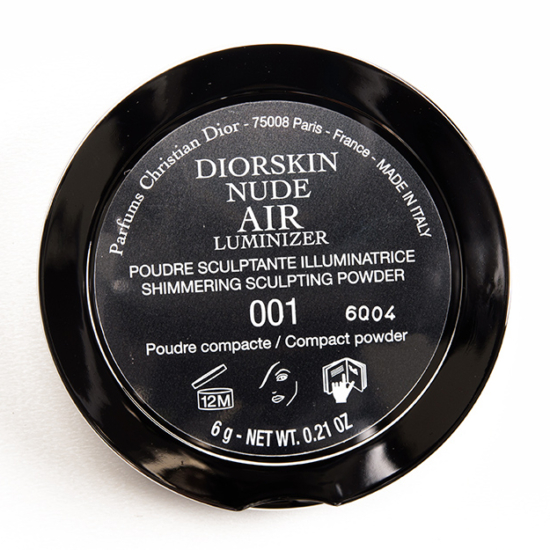 Parfums Christian Dior - 75008 Paris - France - MADE IN ITALY
DIORSKIN
NUDE
AIR
LUMINIZER
POUDRE SCULPTANTE ILLUMINATRICE
SHIMMERING SCULPTING POWDER
001 6Q04
Poudre compacte / Compact powder
12M
6 g - NET WT. 0.21 OZ